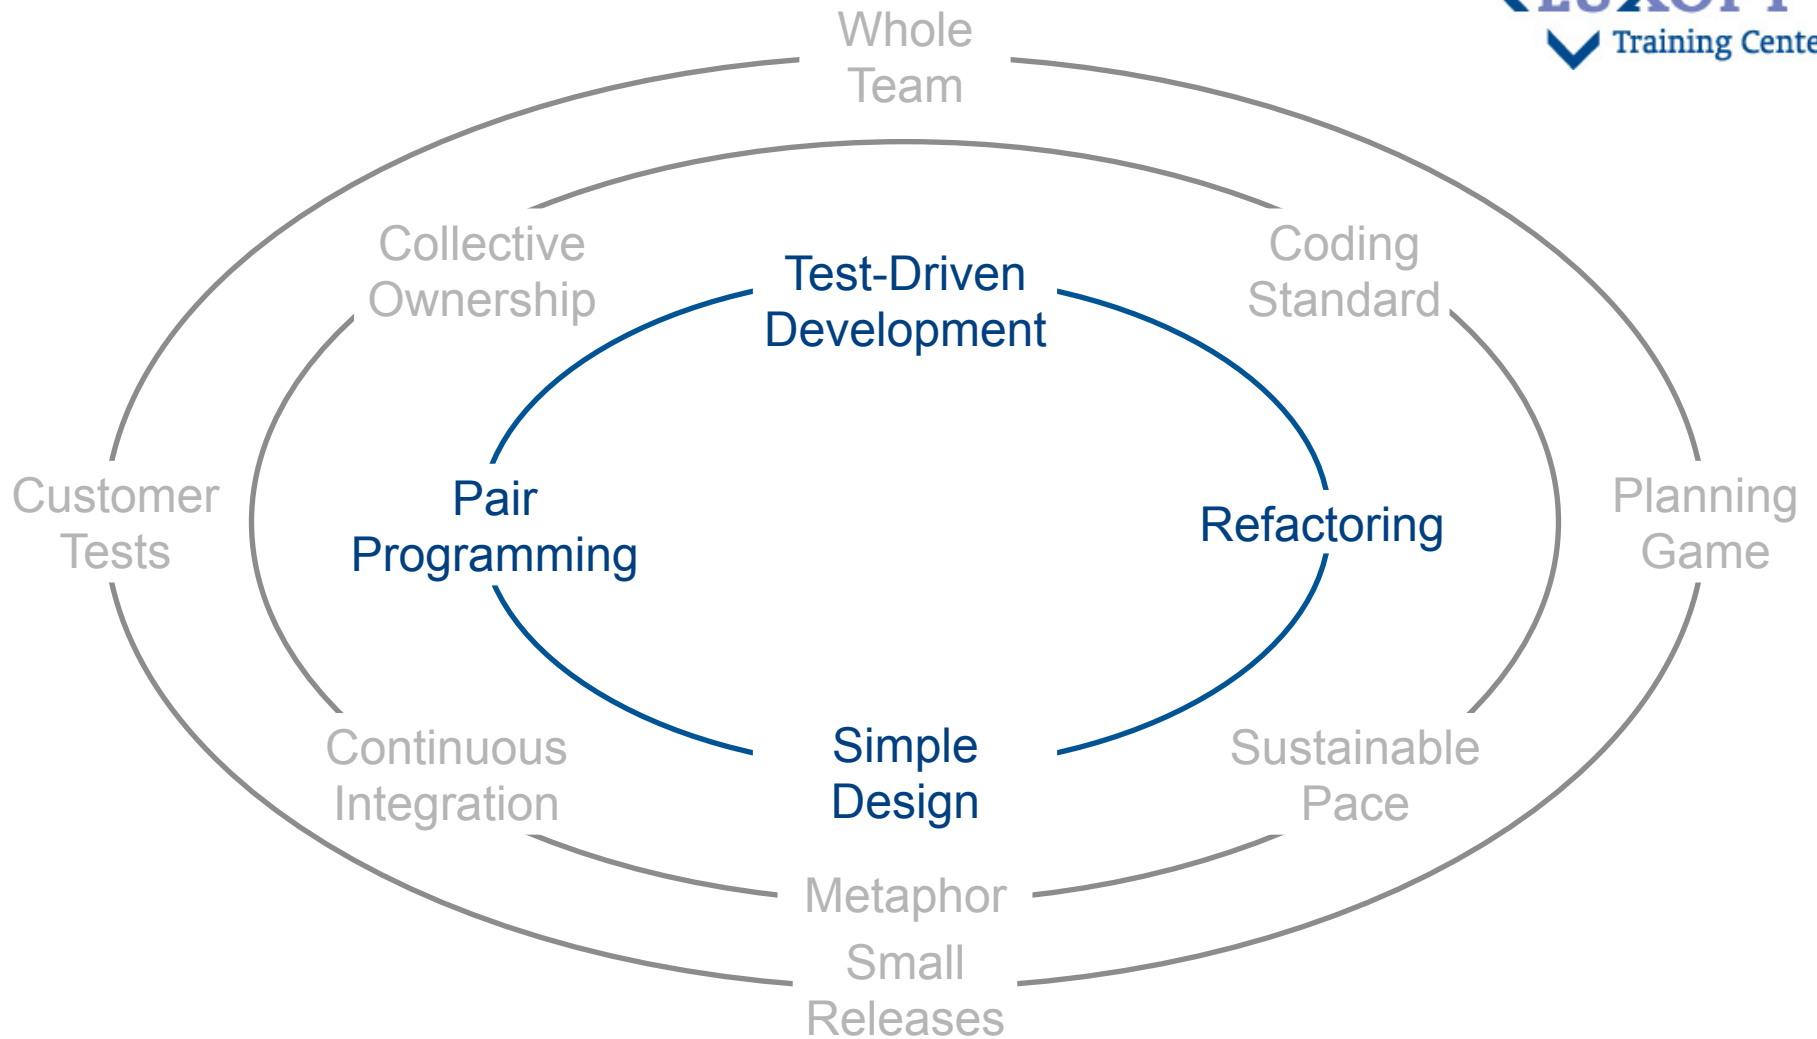 Whole
Team
Training Cente
Collective
Ownership
Test-Driven
Development
Coding
Standard
Customer
Tests
Pair
Programming
Refactoring
Planning
Game
Continuous
Integration
Simple
Design
Sustainable
Pace
Metaphor
Small
Releases